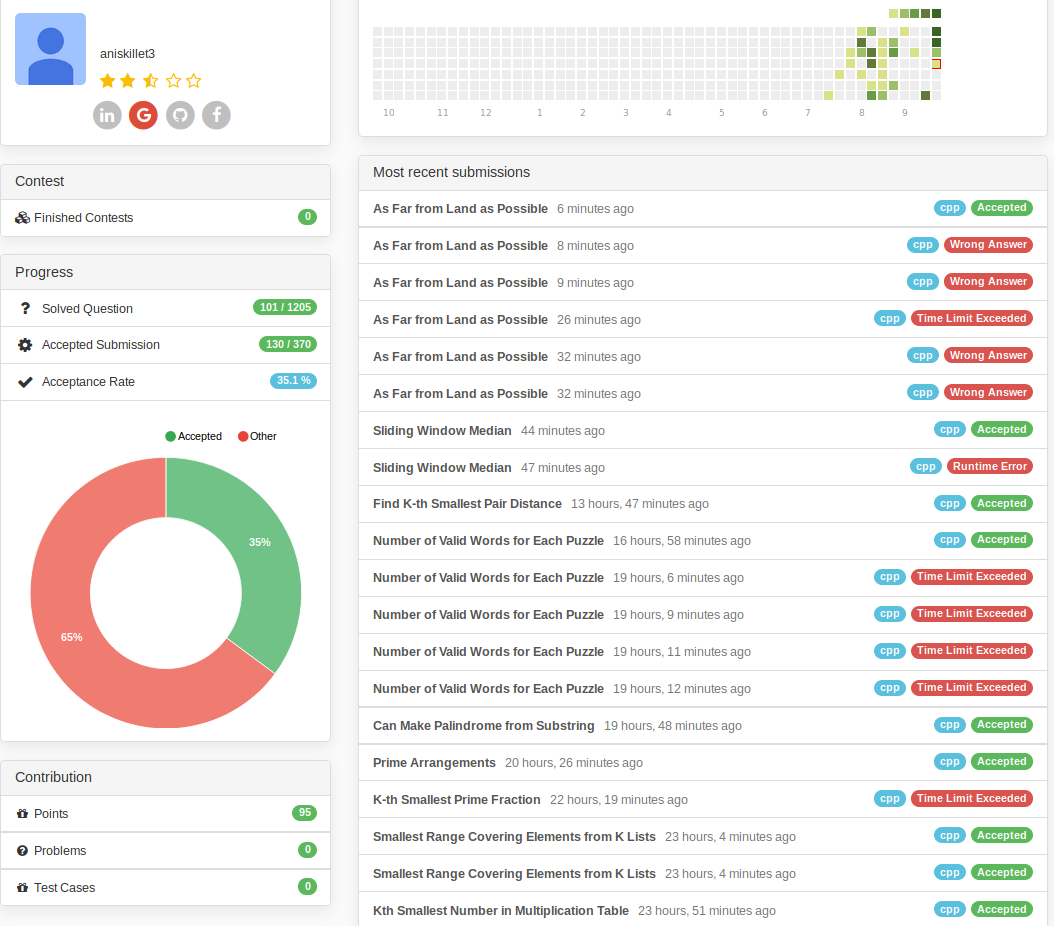 aniskillet3
Contest
Finished Contests 0
Progress
Solved Question 101 / 1205
Accepted Submission 130 / 370
Acceptance Rate 35.1 %
Accepted Other
35%
65%
Contribution
Points 95
Problems 0
Test Cases 0
10 11 12 1 2 3 4 5 6 7 8 9
Most recent submissions
As Far from Land as Possible 6 minutes ago cpp Accepted
As Far from Land as Possible 8 minutes ago cpp Wrong Answer
As Far from Land as Possible 9 minutes ago cpp Wrong Answer
As Far from Land as Possible 26 minutes ago cpp Time Limit Exceeded
As Far from Land as Possible 32 minutes ago cpp Wrong Answer
As Far from Land as Possible 32 minutes ago cpp Wrong Answer
Sliding Window Median 44 minutes ago cpp Accepted
Sliding Window Median 47 minutes ago cpp Runtime Error
Find K-th Smallest Pair Distance 13 hours, 47 minutes ago cpp Accepted
Number of Valid Words for Each Puzzle 16 hours, 58 minutes ago cpp Accepted
Number of Valid Words for Each Puzzle 19 hours, 6 minutes ago cpp Time Limit Exceeded
Number of Valid Words for Each Puzzle 19 hours, 9 minutes ago cpp Time Limit Exceeded
Number of Valid Words for Each Puzzle 19 hours, 11 minutes ago cpp Time Limit Exceeded
Number of Valid Words for Each Puzzle 19 hours, 12 minutes ago cpp Time Limit Exceeded
Can Make Palindrome from Substring 19 hours, 48 minutes ago cpp Accepted
Prime Arrangements 20 hours, 26 minutes ago cpp Accepted
K-th Smallest Prime Fraction 22 hours, 19 minutes ago cpp Time Limit Exceeded
Smallest Range Covering Elements from K Lists 23 hours, 4 minutes ago cpp Accepted
Smallest Range Covering Elements from K Lists 23 hours, 4 minutes ago cpp Accepted
Kth Smallest Number in Multiplication Table 23 hours, 51 minutes ago cpp Accepted